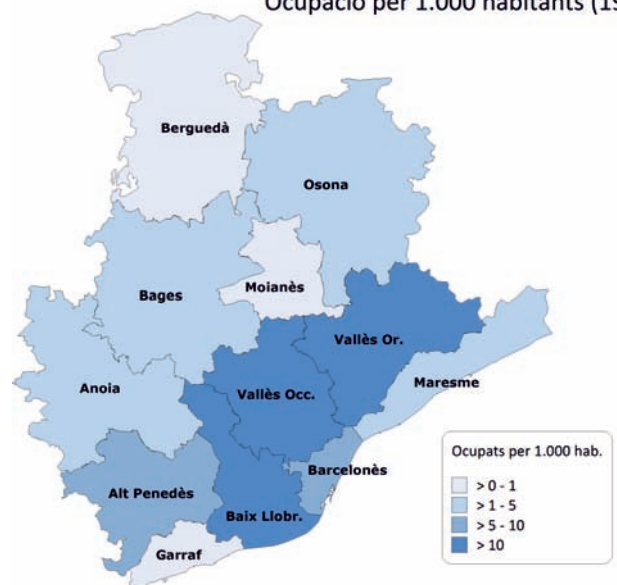 Ocupació per 1.000 habitants (19
Berguedà
Osona
Moianès
Bages
Vallès Or.
Anoia
Vallès Occ.
Maresme
Barcelonès
Alt Penedès
Baix Llobr.
Garraf
Ocupats per 1.000 hab.
> 0 - 1
> 1 - 5
> 5 - 10
> 10